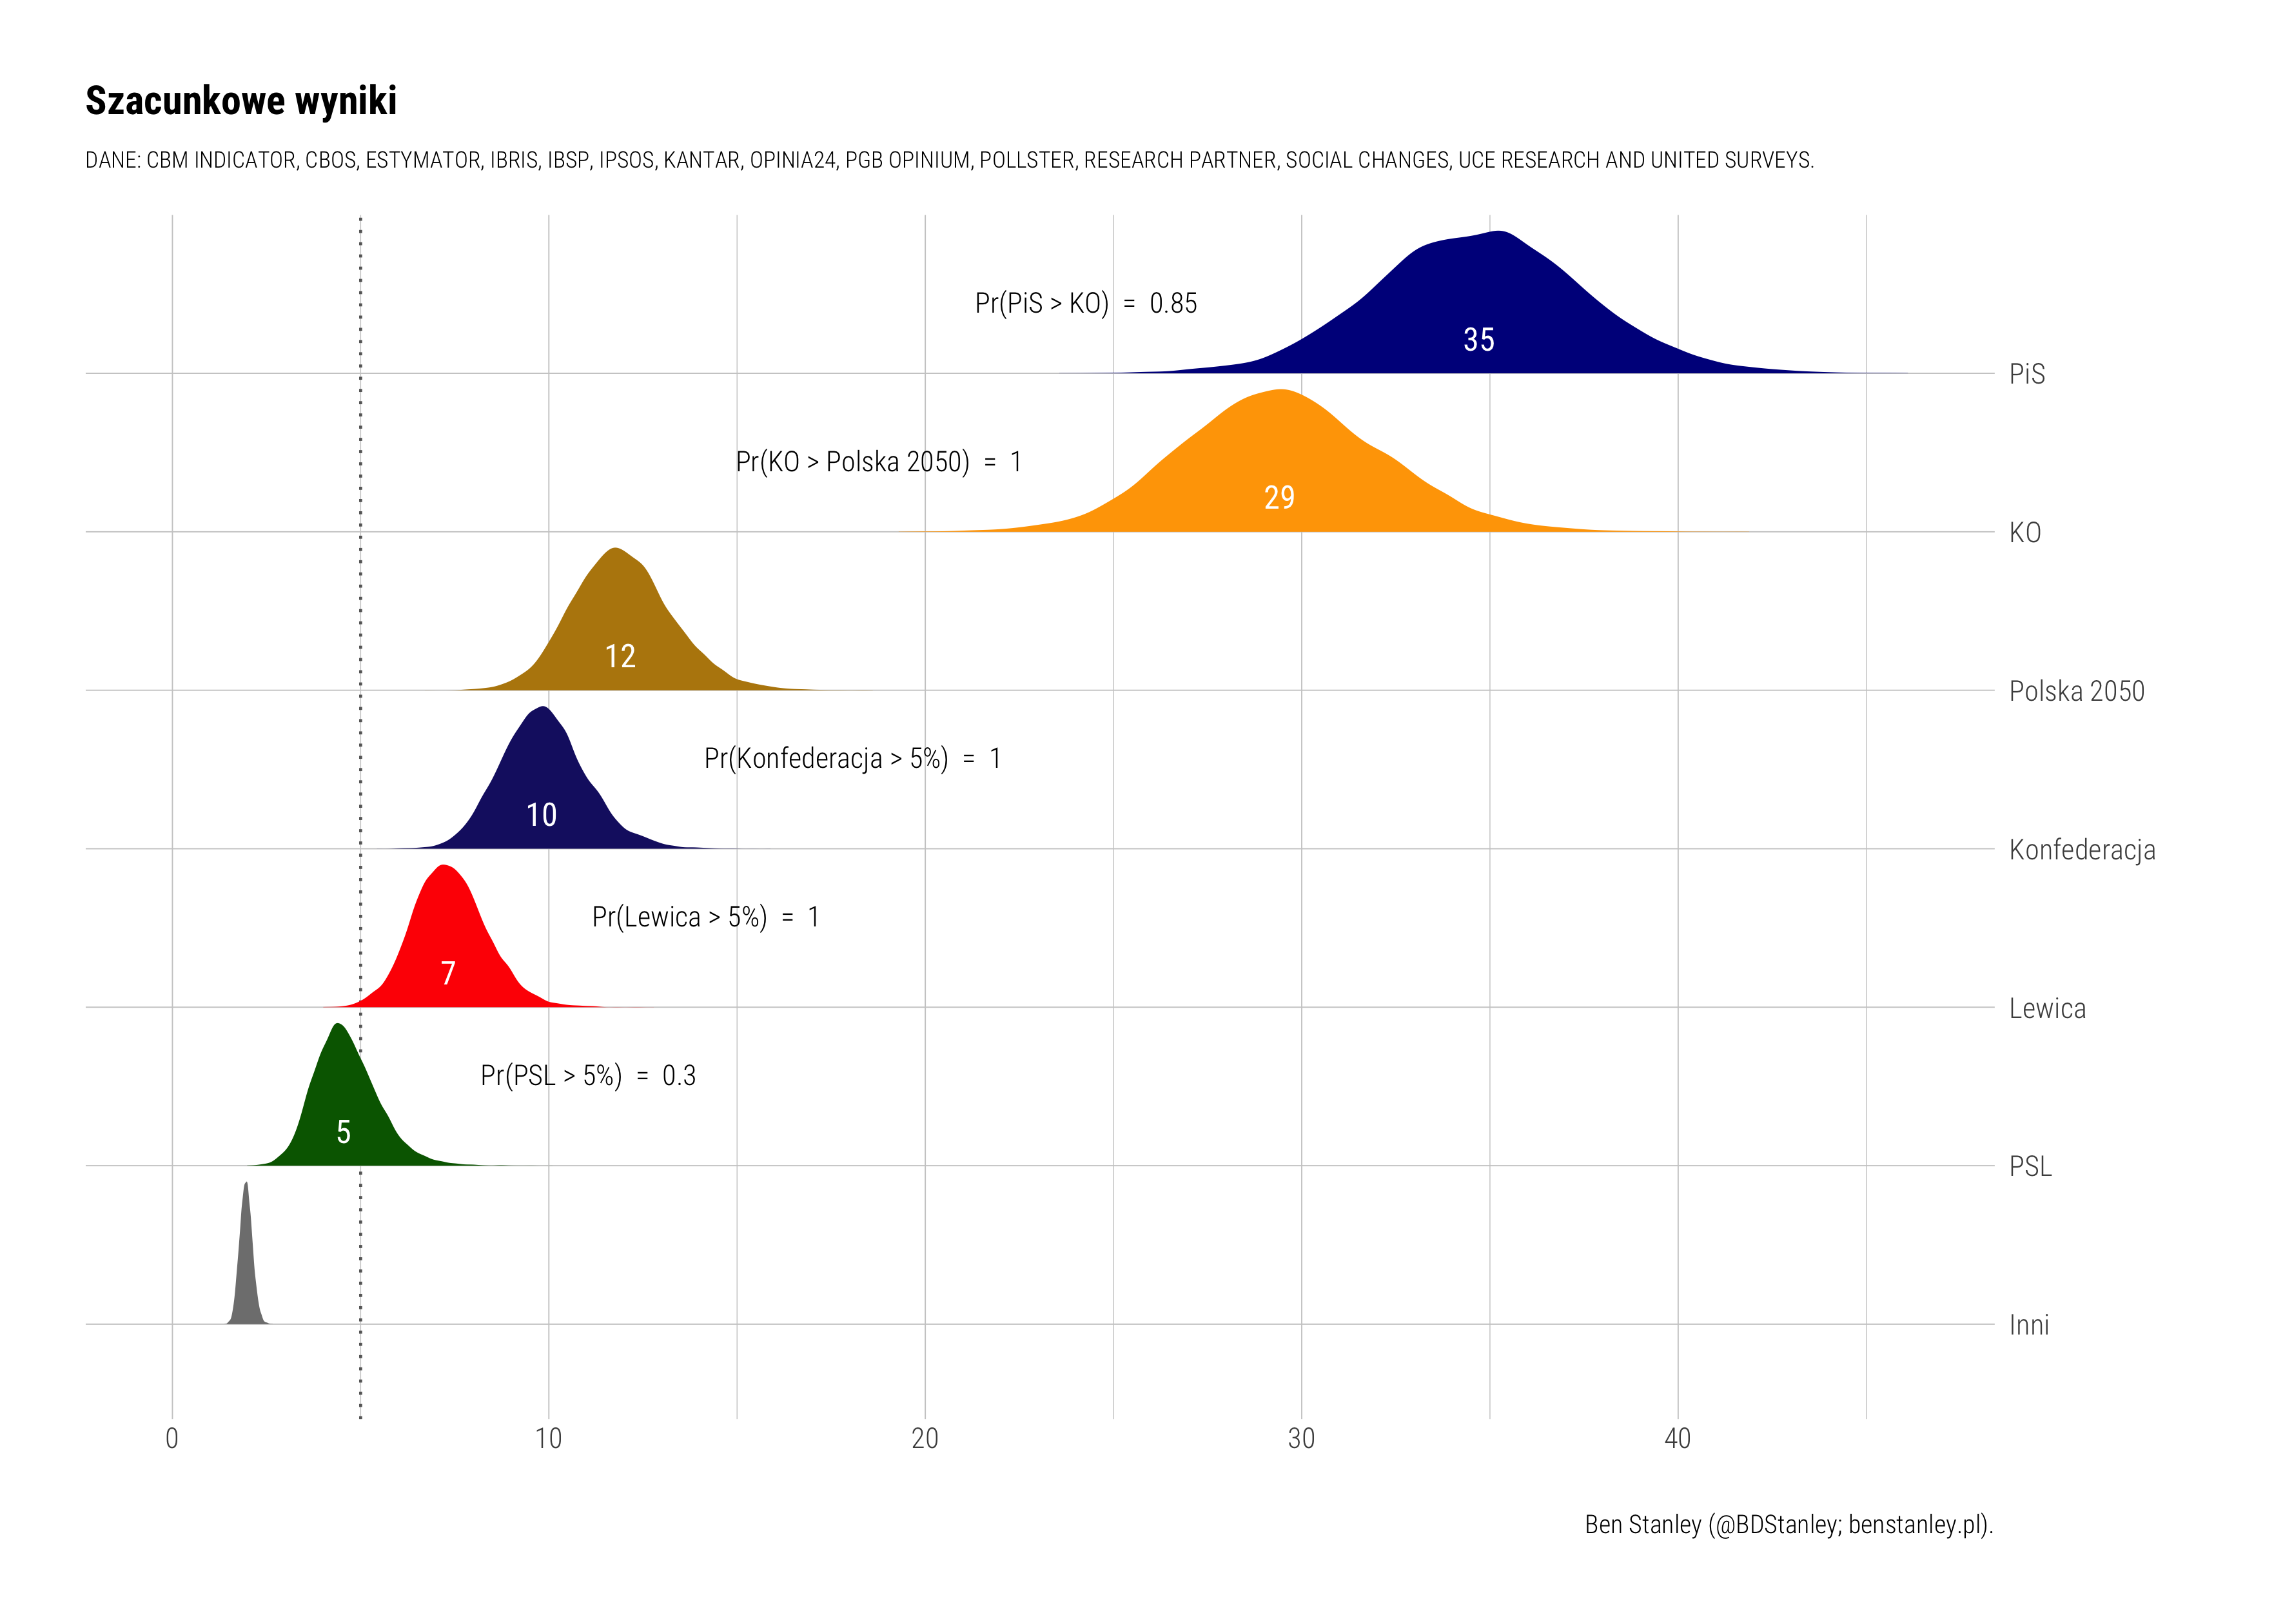 Szacunkowe wyniki
DANE: CBM INDICATOR, CBOS, ESTYMATOR, IBRIS, IBSP, IPSOS, KANTAR, OPINIA24, PGB OPINIUM, POLLSTER, RESEARCH PARTNER, SOCIAL CHANGES, UCE RESEARCH AND UNITED SURVEYS.
Pr(PiS > KO) = 0.85
35
PiS
Pr(KO > Polska 2050) = 1
29
KO
12
Polska 2050
Pr(Konfederacja > 5%) = 1
10
Konfederacja
Pr(Lewica > 5%) = 1
7
Lewica
Pr(PSL > 5%) = 0.3
5
PSL
Inni
0 10 20 30 40
Ben Stanley (@BDStanley; benstanley.pl).